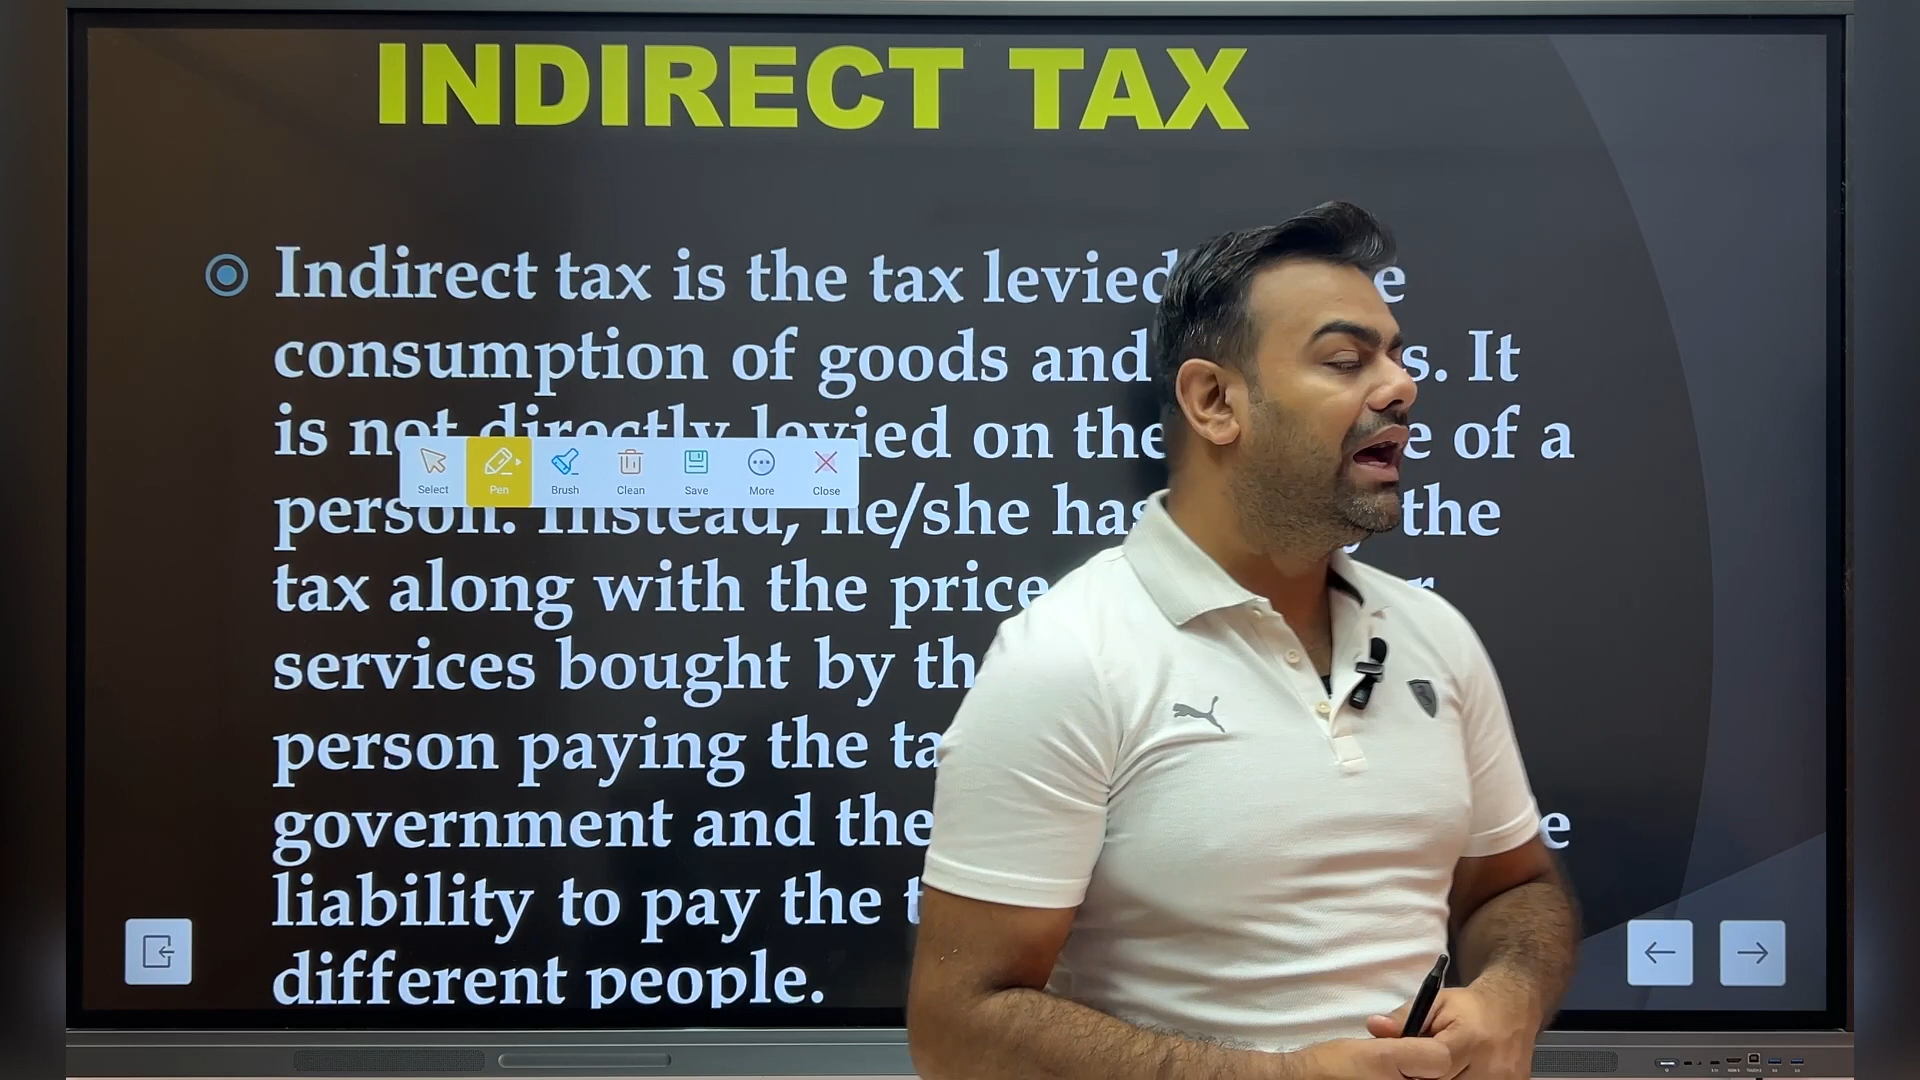 INDIRECT TAX
Indirect tax is the tax levied
consumption of goods and
s. It
is not directly levied on the
e of a
Select Pen Brush Clean Save More Close
person. Instead, he/she has
the
tax along with the price
services bought by
person paying the
government and the
liability to pay the
different people.